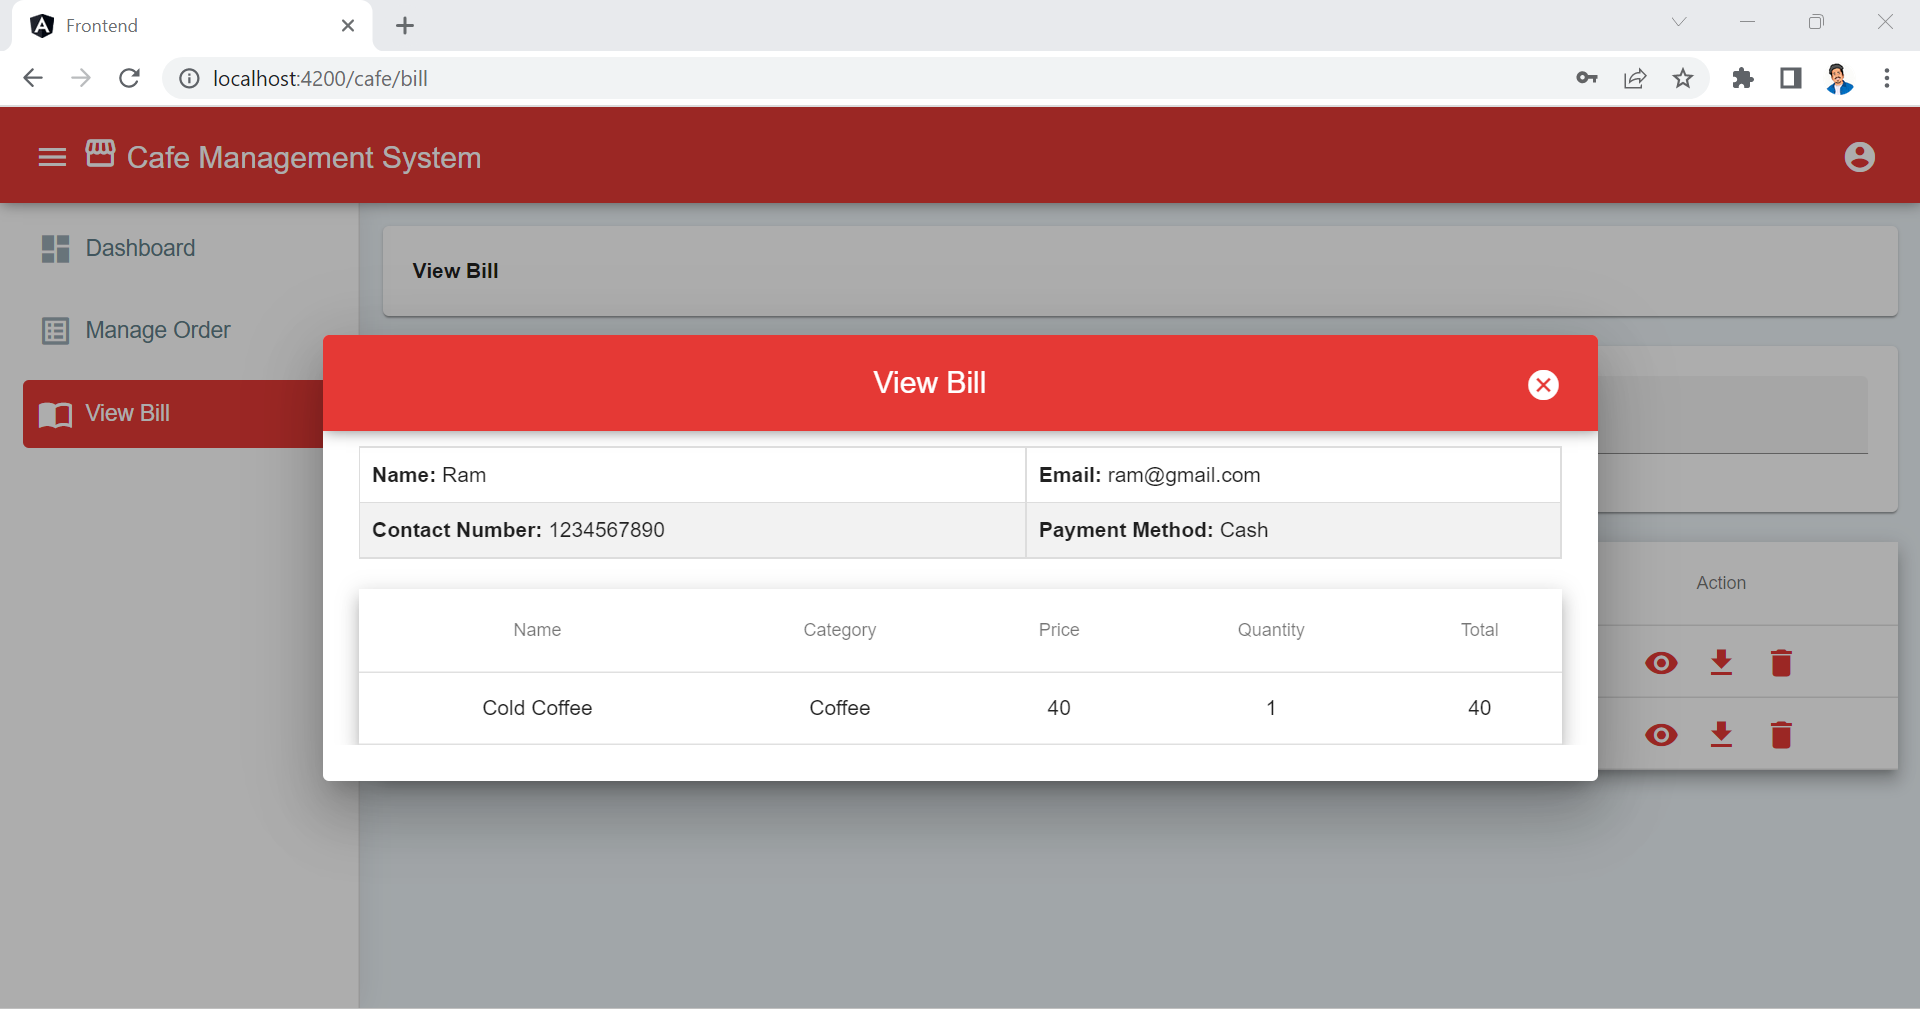 Frontend
localhost:4200/cafe/bill
Cafe Management System
Dashboard
Manage Order
View Bill
View Bill
View Bill
Name: Ram Email: ram@gmail.com
Contact Number: 1234567890 Payment Method: Cash
Name Category Price Quantity Total
Cold Coffee Coffee 40 1 40
Action